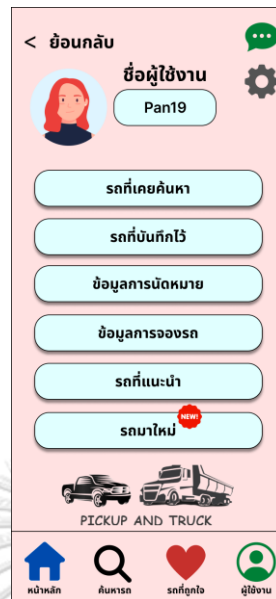 < ย้อนกลับ
ชื่อผู้ใช้งาน
Pan19
รถที่เคยค้นหา
รถที่บันทึกไว้
ข้อมูลการนัดหมาย
ข้อมูลการจองรถ
รถที่แนะนำ
NEW!
รถมาใหม่
PICKUP AND TRUCK
หน้าหลัก ค้นหารถ รถที่ถูกใจ ผู้ใช้งาน